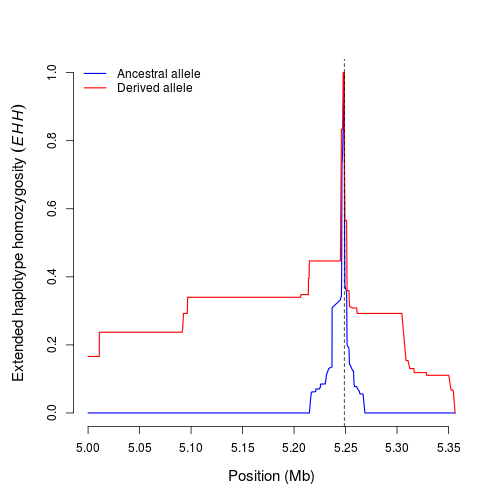 Ancestral allele
Derived allele
Extended haplotype homozygosity (EHH)
1.0
0.8
0.6
0.4
0.2
0.0
5.00 5.05 5.10 5.15 5.20 5.25 5.30 5.35
Position (Mb)